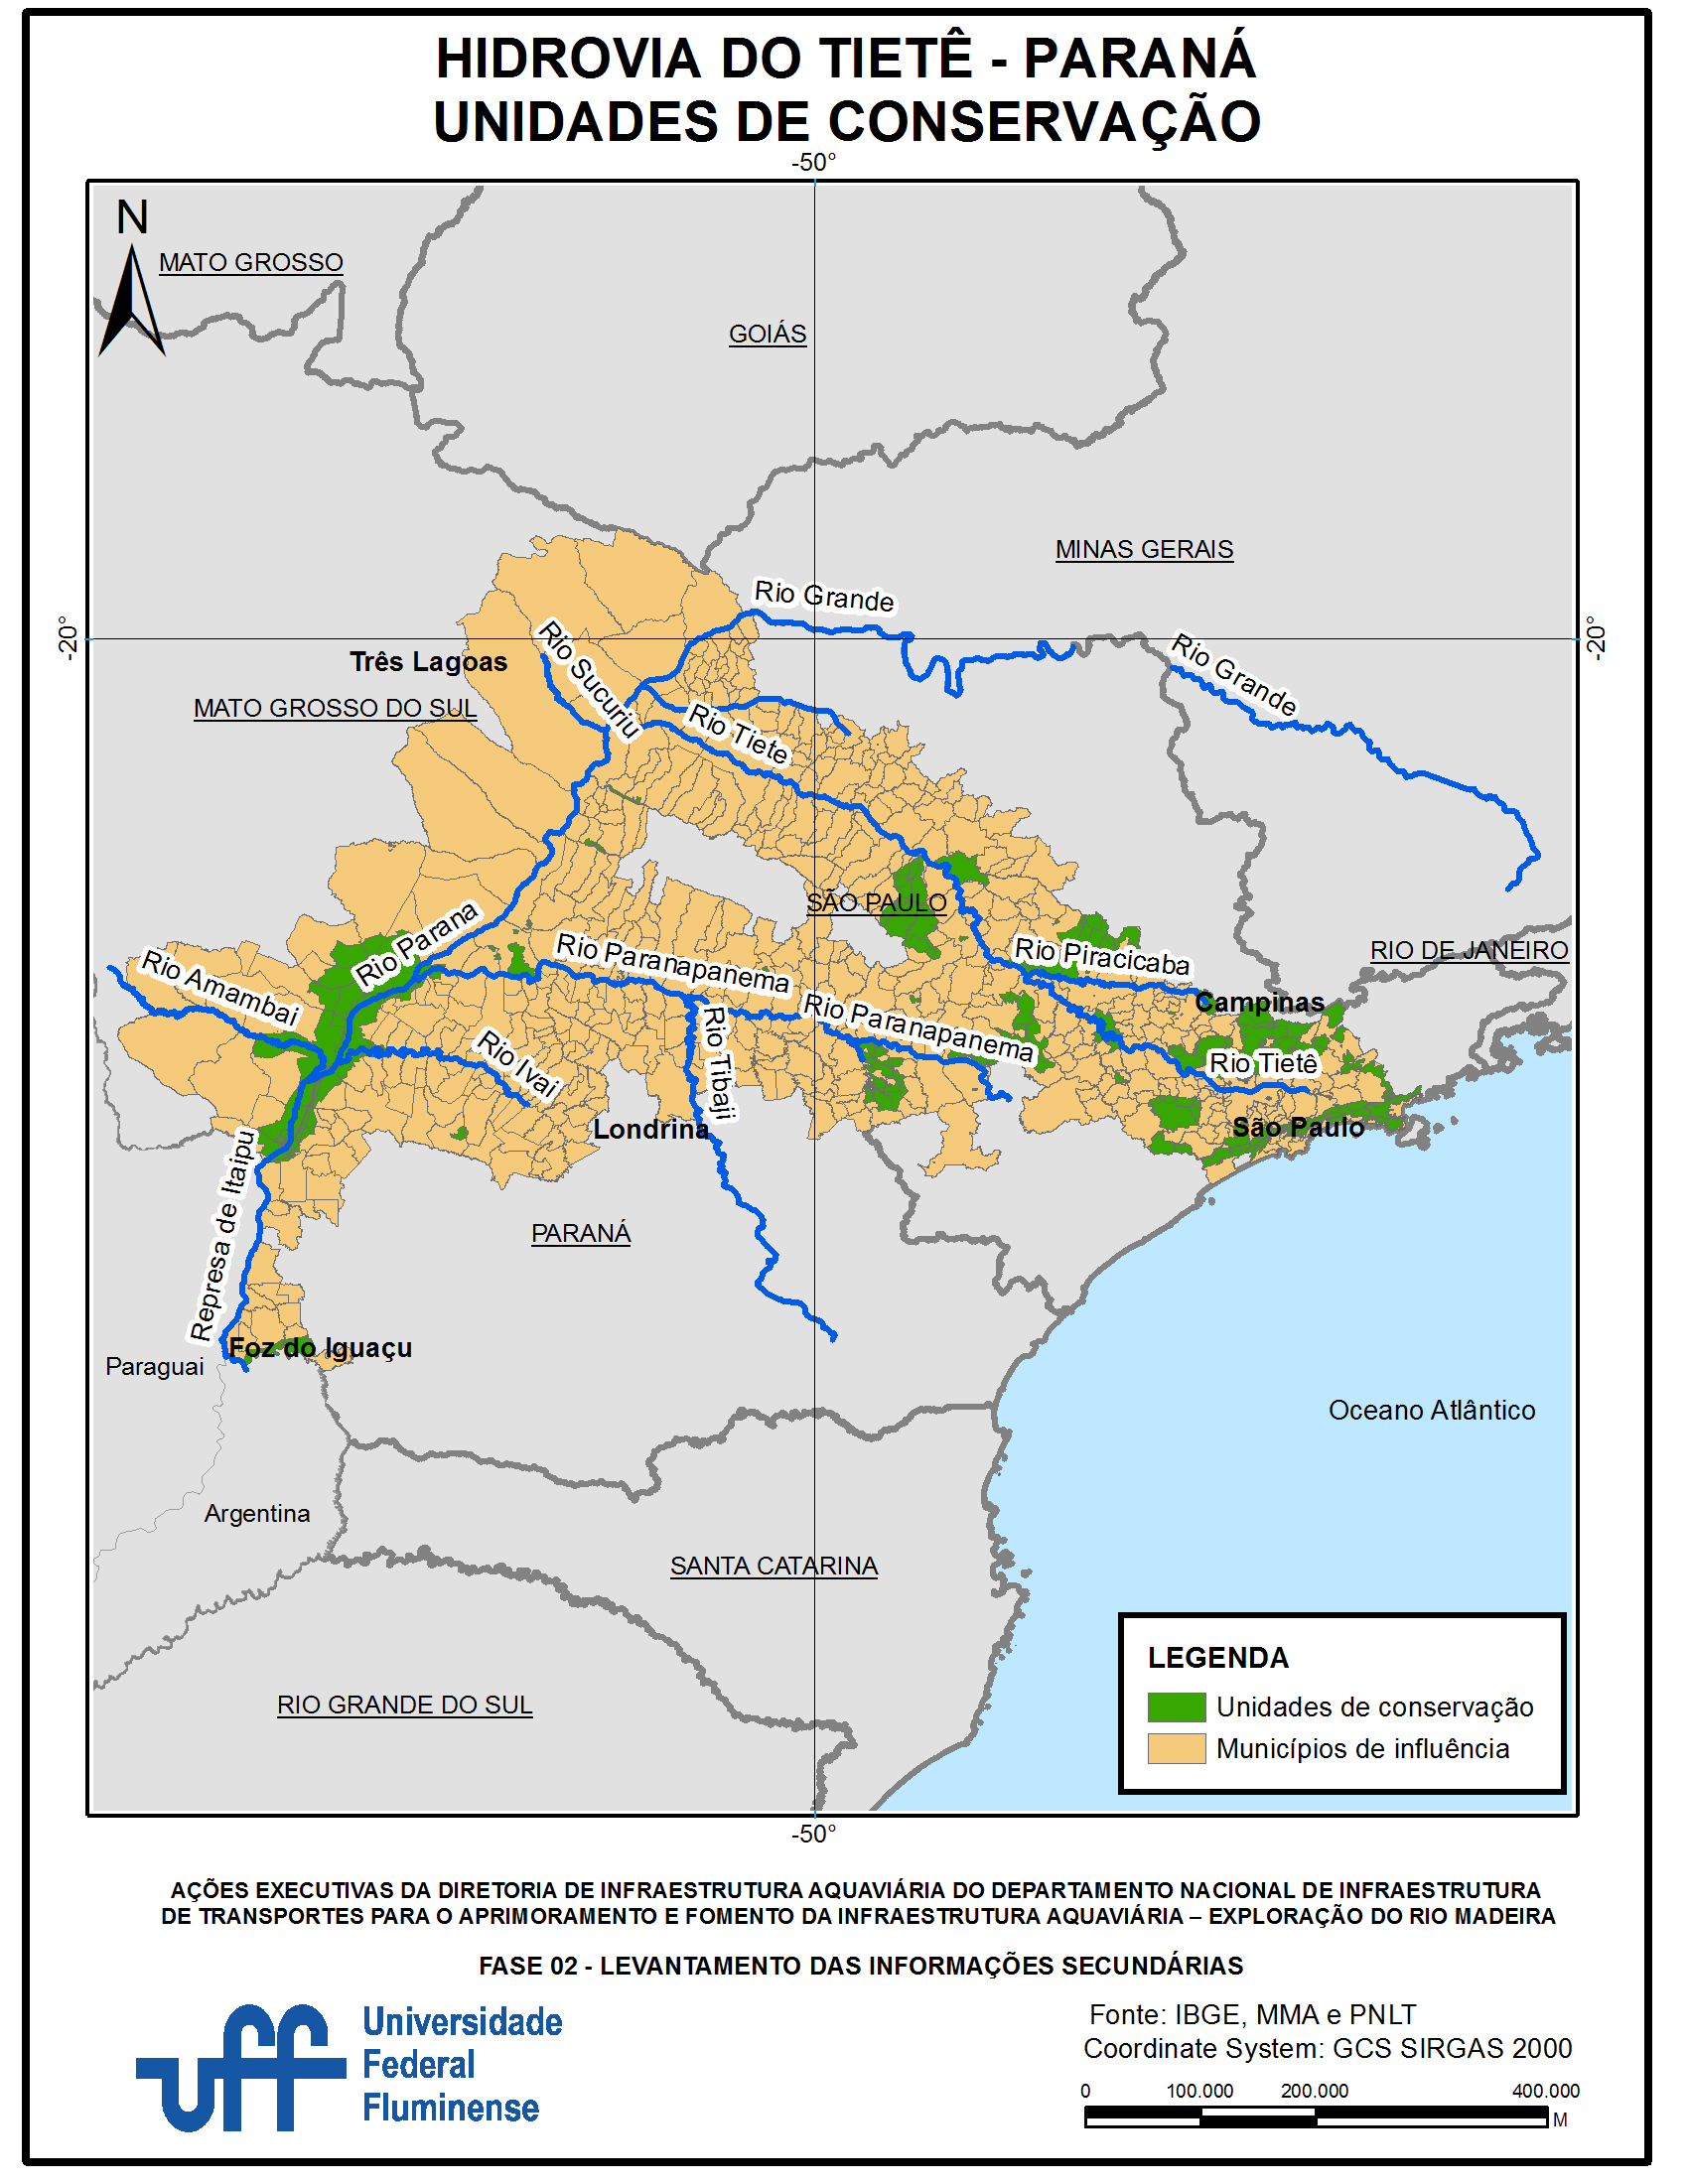 HIDROVIA DO TIETÊ - PARANÁ
UNIDADES DE CONSERVAÇÃO
-50°
N
MATO GROSSO
GOIÁS
MINAS GERAIS
Rio Grande
-20°
-20°
Rio Sucuriu
Três Lagoas
Rio Grande
MATO GROSSO DO SUL
Rio Tiete
SÃO PAULO
Rio Parana
Rio Paranapanema
Rio Piracicaba
RIO DE JANEIRO
Rio Amambai
Campinas
Rio Paranapanema
Rio Ivai
Rio Tibaji
Rio Tietê
Londrina
São Paulo
Represa de Itaipu
PARANÁ
Foz do Iguaçu
Paraguai
Oceano Atlântico
Argentina
SANTA CATARINA
RIO GRANDE DO SUL
LEGENDA
Unidades de conservação
Municípios de influência
-50°
AÇÕES EXECUTIVAS DA DIRETORIA DE INFRAESTRUTURA AQUAVIÁRIA DO DEPARTAMENTO NACIONAL DE INFRAESTRUTURA
DE TRANSPORTES PARA O APRIMORAMENTO E FOMENTO DA INFRAESTRUTURA AQUAVIÁRIA – EXPLORAÇÃO DO RIO MADEIRA
FASE 02 - LEVANTAMENTO DAS INFORMAÇÕES SECUNDÁRIAS
uff
Universidade
Federal
Fluminense
Fonte: IBGE, MMA e PNLT
Coordinate System: GCS SIRGAS 2000
0 100.000 200.000 400.000
M